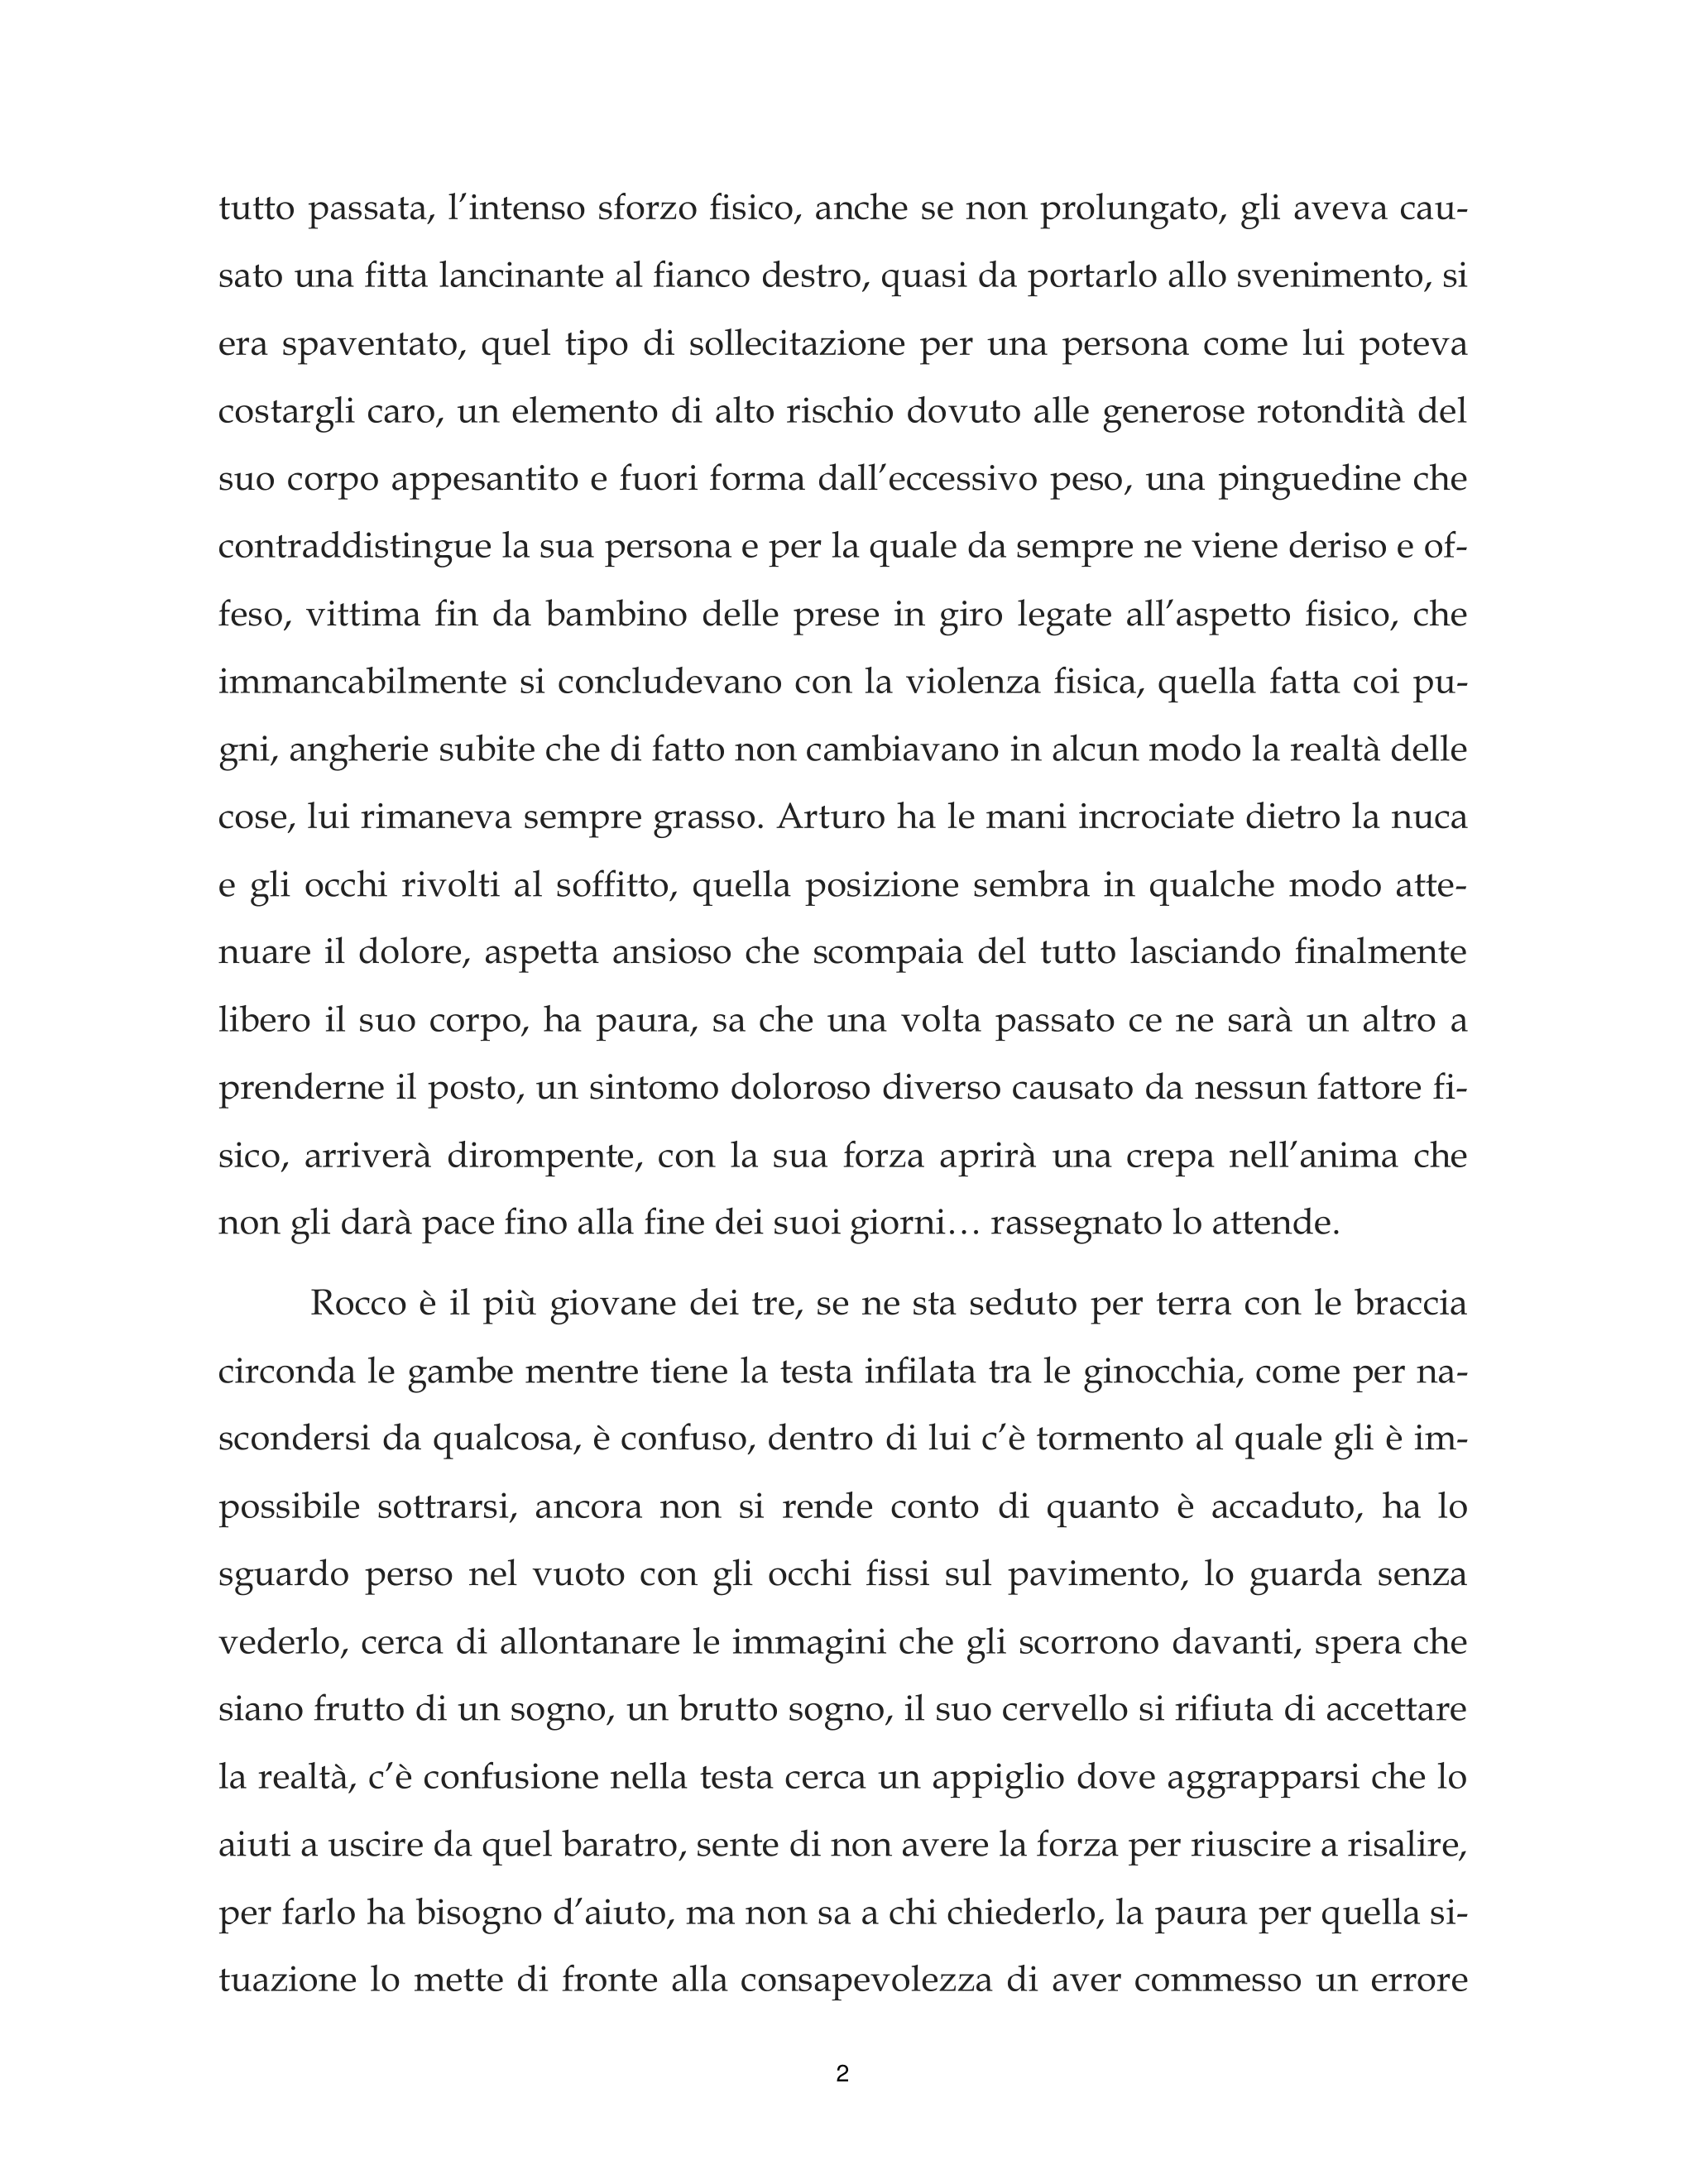 tutto passata, l’intenso sforzo fisico, anche se non prolungato, gli aveva cau-
sato una fitta lancinante al fianco destro, quasi da portarlo allo svenimento, si
era spaventato, quel tipo di sollecitazione per una persona come lui poteva
costargli caro, un elemento di alto rischio dovuto alle generose rotondità del
suo corpo appesantito e fuori forma dall’eccessivo peso, una pinguedine che
contraddistingue la sua persona e per la quale da sempre ne viene deriso e of-
feso, vittima fin da bambino delle prese in giro legate all’aspetto fisico, che
immancabilmente si concludevano con la violenza fisica, quella fatta coi pu-
gni, angherie subite che di fatto non cambiavano in alcun modo la realtà delle
cose, lui rimaneva sempre grasso. Arturo ha le mani incrociate dietro la nuca
e gli occhi rivolti al soffitto, quella posizione sembra in qualche modo atte-
nuare il dolore, aspetta ansioso che scompaia del tutto lasciando finalmente
libero il suo corpo, ha paura, sa che una volta passato ce ne sarà un altro a
prenderne il posto, un sintomo doloroso diverso causato da nessun fattore fi-
sico, arriverà dirompente, con la sua forza aprirà una crepa nell’anima che
non gli darà pace fino alla fine dei suoi giorni… rassegnato lo attende.
Rocco è il più giovane dei tre, se ne sta seduto per terra con le braccia
circonda le gambe mentre tiene la testa infilata tra le ginocchia, come per na-
scondersi da qualcosa, è confuso, dentro di lui c’è tormento al quale gli è im-
possibile sottrarsi, ancora non si rende conto di quanto è accaduto, ha lo
sguardo perso nel vuoto con gli occhi fissi sul pavimento, lo guarda senza
vederlo, cerca di allontanare le immagini che gli scorrono davanti, spera che
siano frutto di un sogno, un brutto sogno, il suo cervello si rifiuta di accettare
la realtà, c’è confusione nella testa cerca un appiglio dove aggrapparsi che lo
aiuti a uscire da quel baratro, sente di non avere la forza per riuscire a risalire,
per farlo ha bisogno d’aiuto, ma non sa a chi chiederlo, la paura per quella si-
tuazione lo mette di fronte alla consapevolezza di aver commesso un errore
2